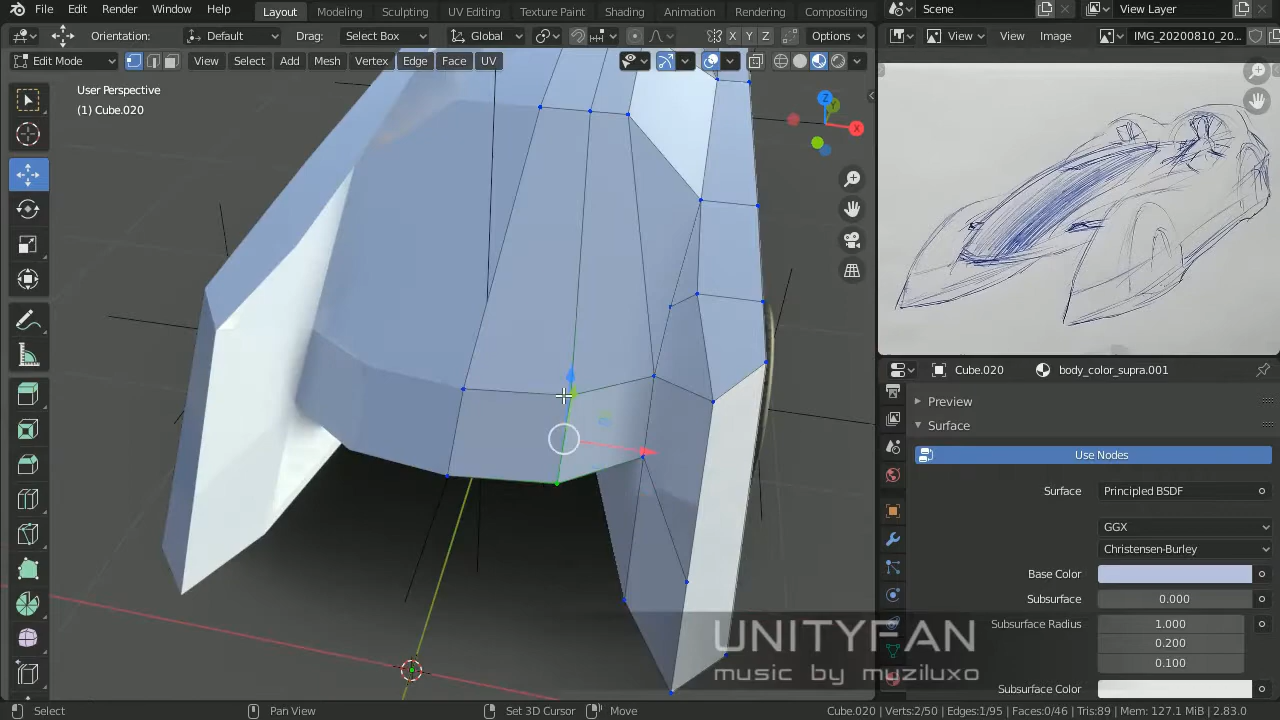 File Edit Render Window Help Layout Modeling Sculpting UV Editing Texture Paint Shading Animation Rendering Compositing Scene View Layer
Orientation: Default Drag: Select Box Global X Y Z Options View View Image IMG_20200810_20...
Edit Mode View Select Add Mesh Vertex Edge Face UV
User Perspective
(1) Cube.020
Z
Y
X
Cube.020 body_color_supra.001
Preview
Surface
Use Nodes
Surface Principled BSDF
GGX
Christensen-Burley
Base Color
Subsurface 0.000
Subsurface Radius 1.000
0.200
0.100
Subsurface Color
UNITYFAN
music by myziluxo
Select Pan View Set 3D Cursor Move Cube.020 | Verts:2/50 | Edges:1/95 | Faces:0/46 | Tris:89 | Mem: 127.1 MiB | 2.83.0